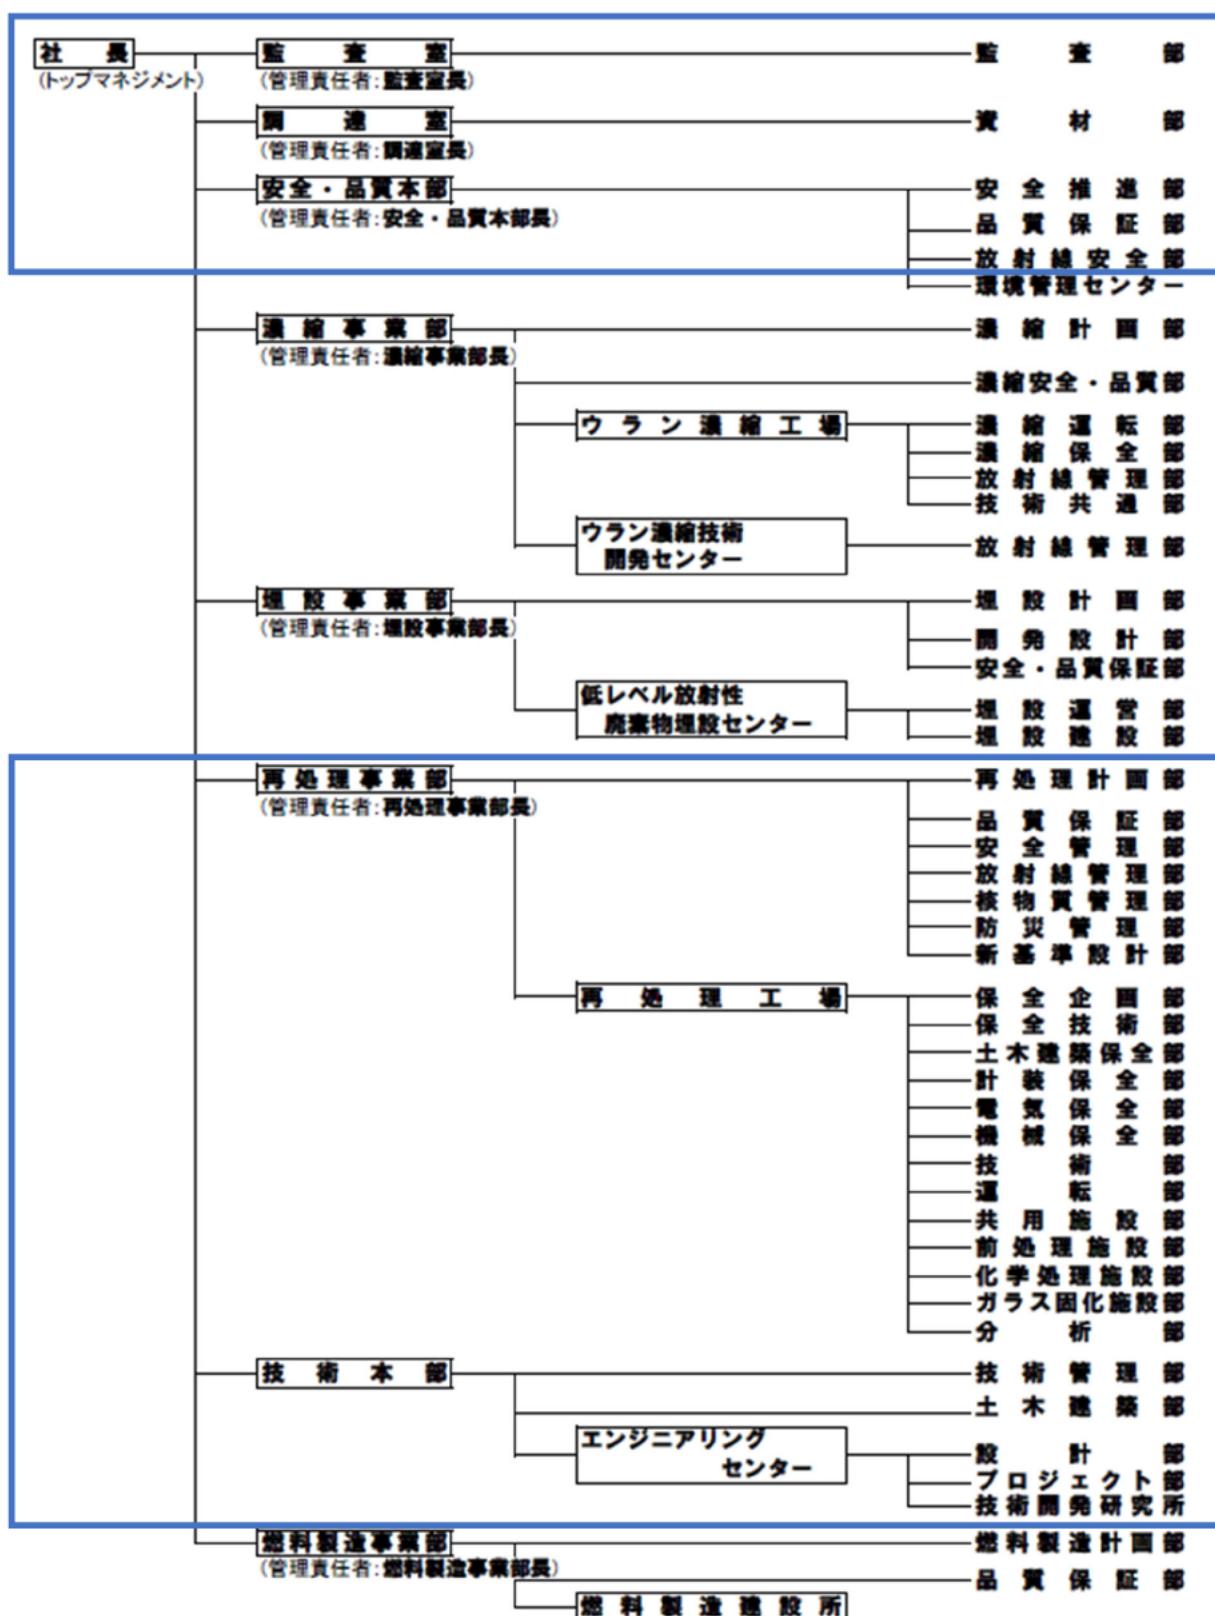 社長 監査室 監査部
(トップマネジメント) (管理責任者:監査室長)
調達室 資材部
(管理責任者:調達室長)
安全・品質本部 安全推進部
(管理責任者:安全・品質本部長) 品質保証部
放射線安全部
環境管理センター
濃縮事業部 濃縮計画部
(管理責任者:濃縮事業部長)
濃縮安全・品質部
ウラン濃縮工場 濃縮運転部
濃縮保全部
放射線管理部
技術共通部
ウラン濃縮技術
開発センター 放射線管理部
埋設事業部 埋設計画部
(管理責任者:埋設事業部長) 開発設計部
安全・品質保証部
低レベル放射性
廃棄物埋設センター 埋設運営部
埋設建設部
再処理事業部 再処理計画部
(管理責任者:再処理事業部長) 品質保証部
安全管理部
放射線管理部
核物質管理部
防災管理部
新基準設計部
再処理工場 保全企画部
保全技術部
土木建築保全部
計装保全部
電気保全部
機械保全部
技術部
運転部
共用施設部
前処理施設部
化学処理施設部
ガラス固化施設部
分析部
技術本部 技術管理部
土木建築部
エンジニアリング
センター 設計部
プロジェクト部
技術開発研究所
燃料製造事業部 燃料製造計画部
(管理責任者:燃料製造事業部長) 品質保証部
燃料製造建設所